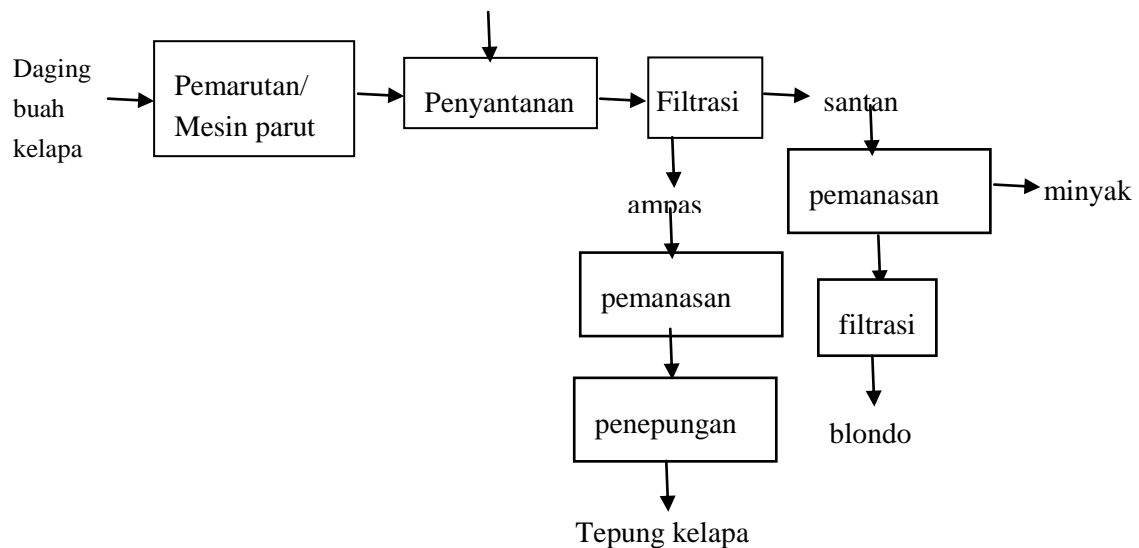 Daging
buah
kelapa
Pemarutan/
Mesin parut
Penyantanan
Filtrasi
santan
ampas
pemanasan
minyak
pemanasan
filtrasi
penepungan
blondo
Tepung kelapa